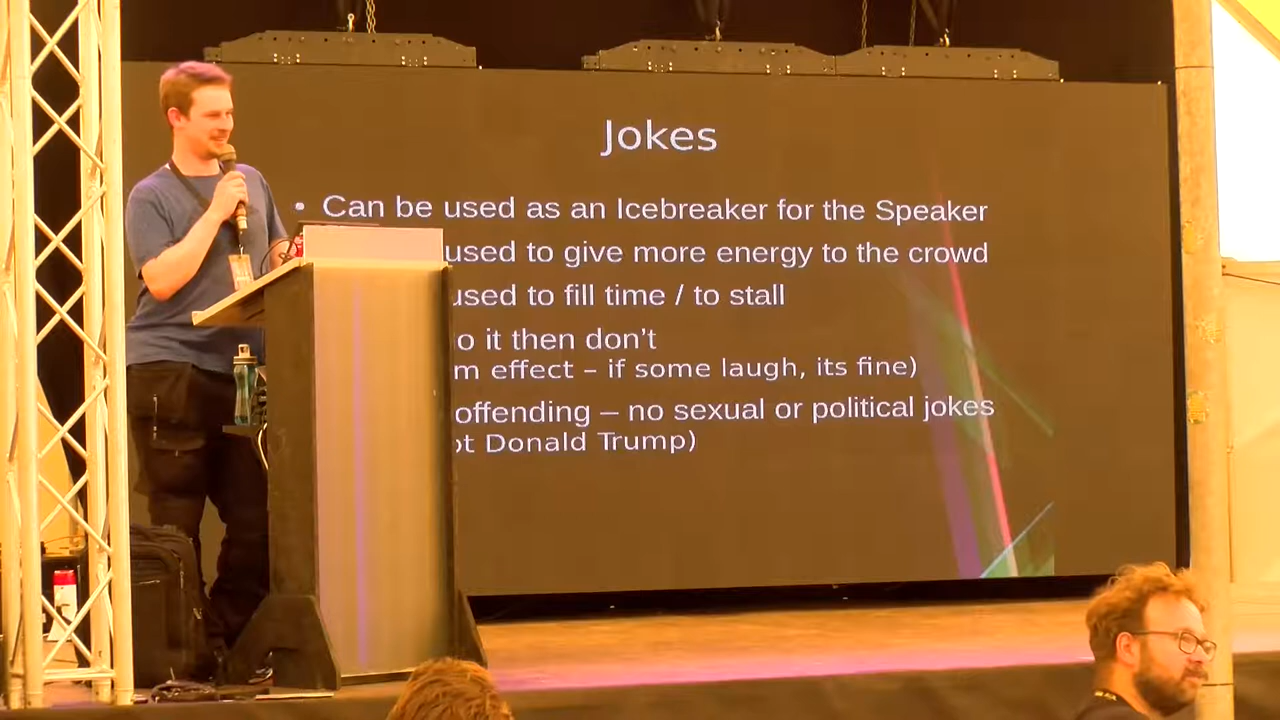 Jokes
• Can be used as an Icebreaker for the Speaker
used to give more energy to the crowd
used to fill time / to stall
o it then don't
m effect – if some laugh, its fine)
offending – no sexual or political jokes
ot Donald Trump)